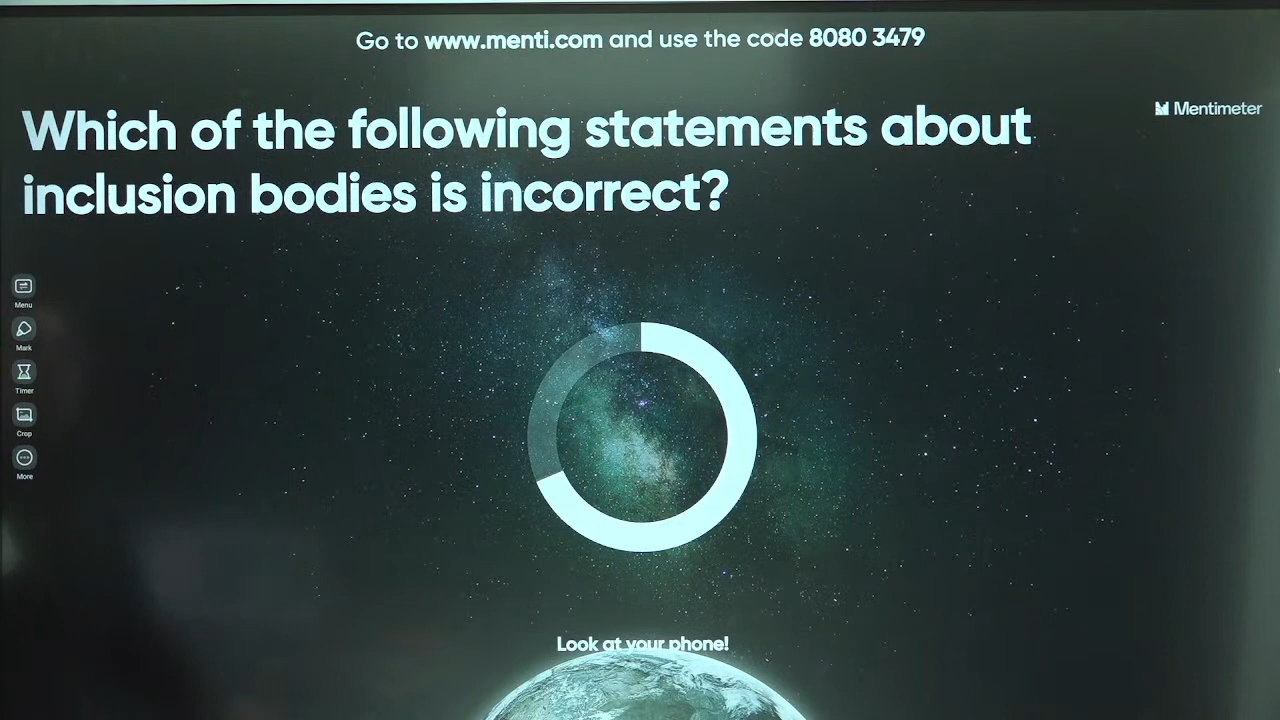 Go to www.menti.com and use the code 8080 3479
Mentimeter
Which of the following statements about
inclusion bodies is incorrect?
Menu
Mark
Timer
Crop
More
Look at your phone!